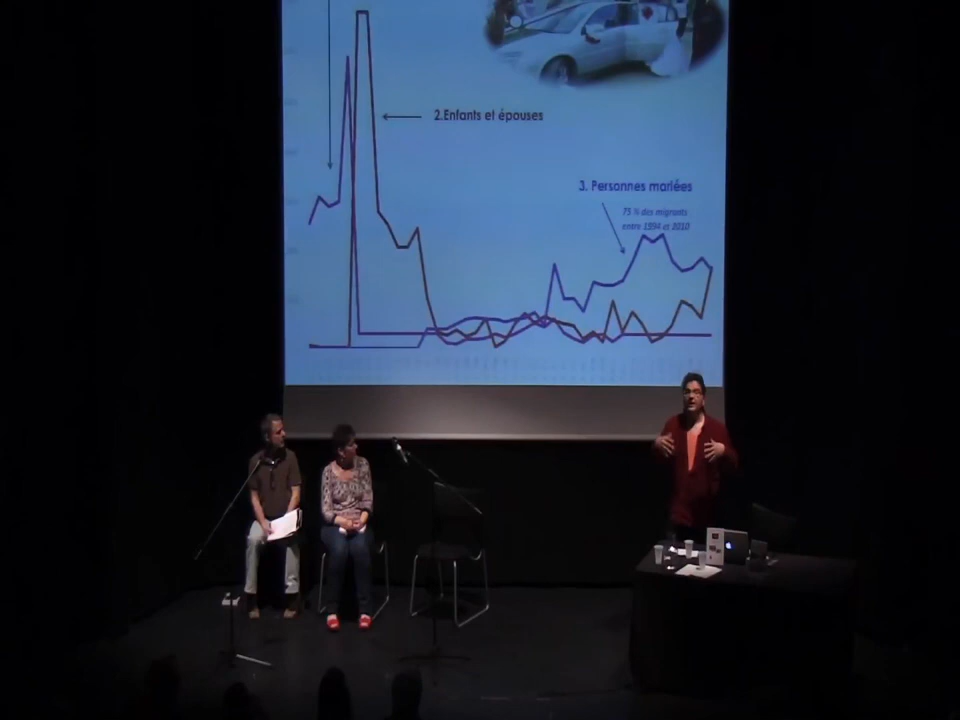 2.Enfants et épouses
3. Personnes mariées
75 % des migrants
entre 1994 et 2010